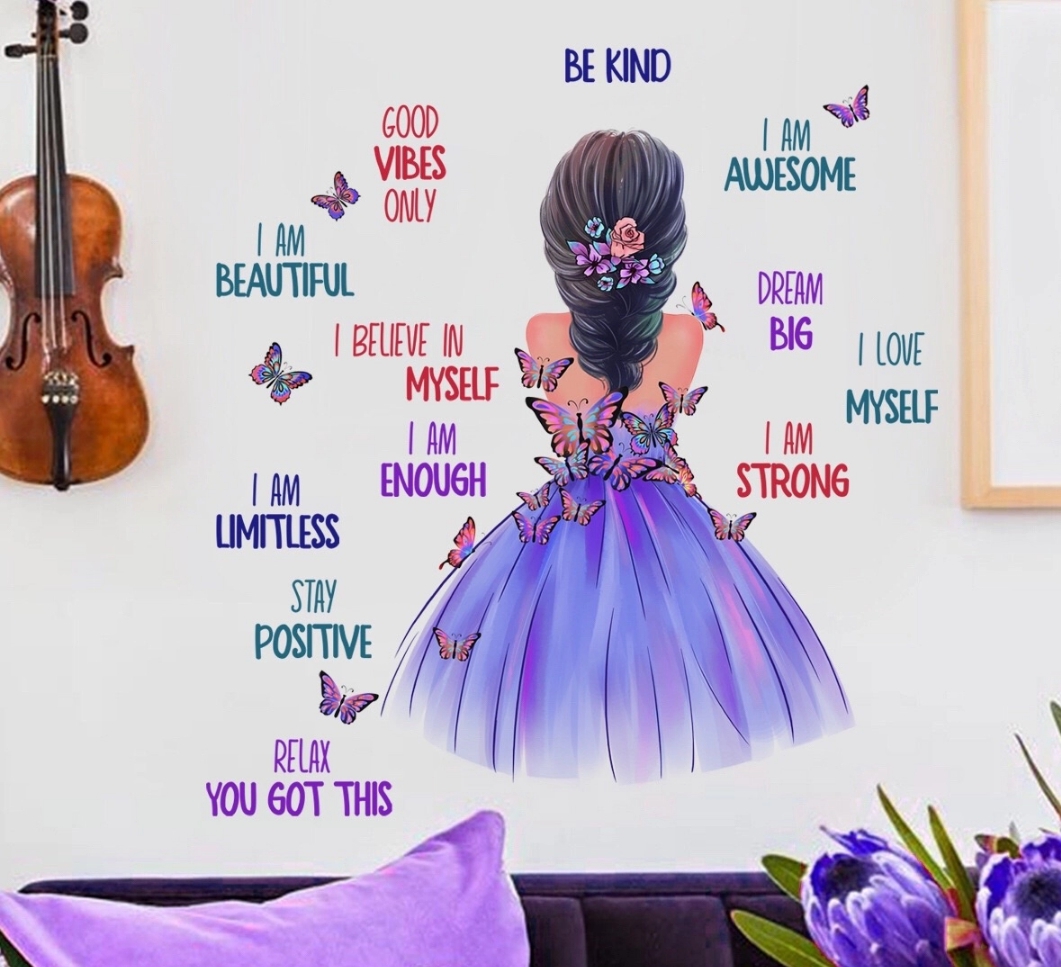 BE KIND
GOOD
VIBES
ONLY
I AM
AWESOME
I AM
BEAUTIFUL
DREAM
BIG
I BELIEVE IN
MYSELF
I LOVE
MYSELF
I AM
ENOUGH
I AM
STRONG
I AM
LIMITLESS
STAY
POSITIVE
RELAX
YOU GOT THIS